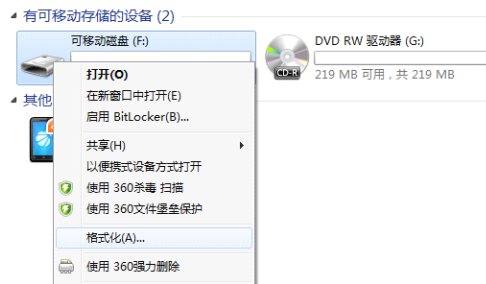 有可移动存储的设备 (2)
可移动磁盘 (F:)
DVD RW 驱动器 (G:)
CD-R
219 MB 可用，共 219 MB
其他
打开(O)
在新窗口中打开(E)
启用 BitLocker(B)...
共享(H)
以便携式设备方式打开
使用 360杀毒 扫描
使用 360文件堡垒保护
格式化(A)...
使用 360强力删除